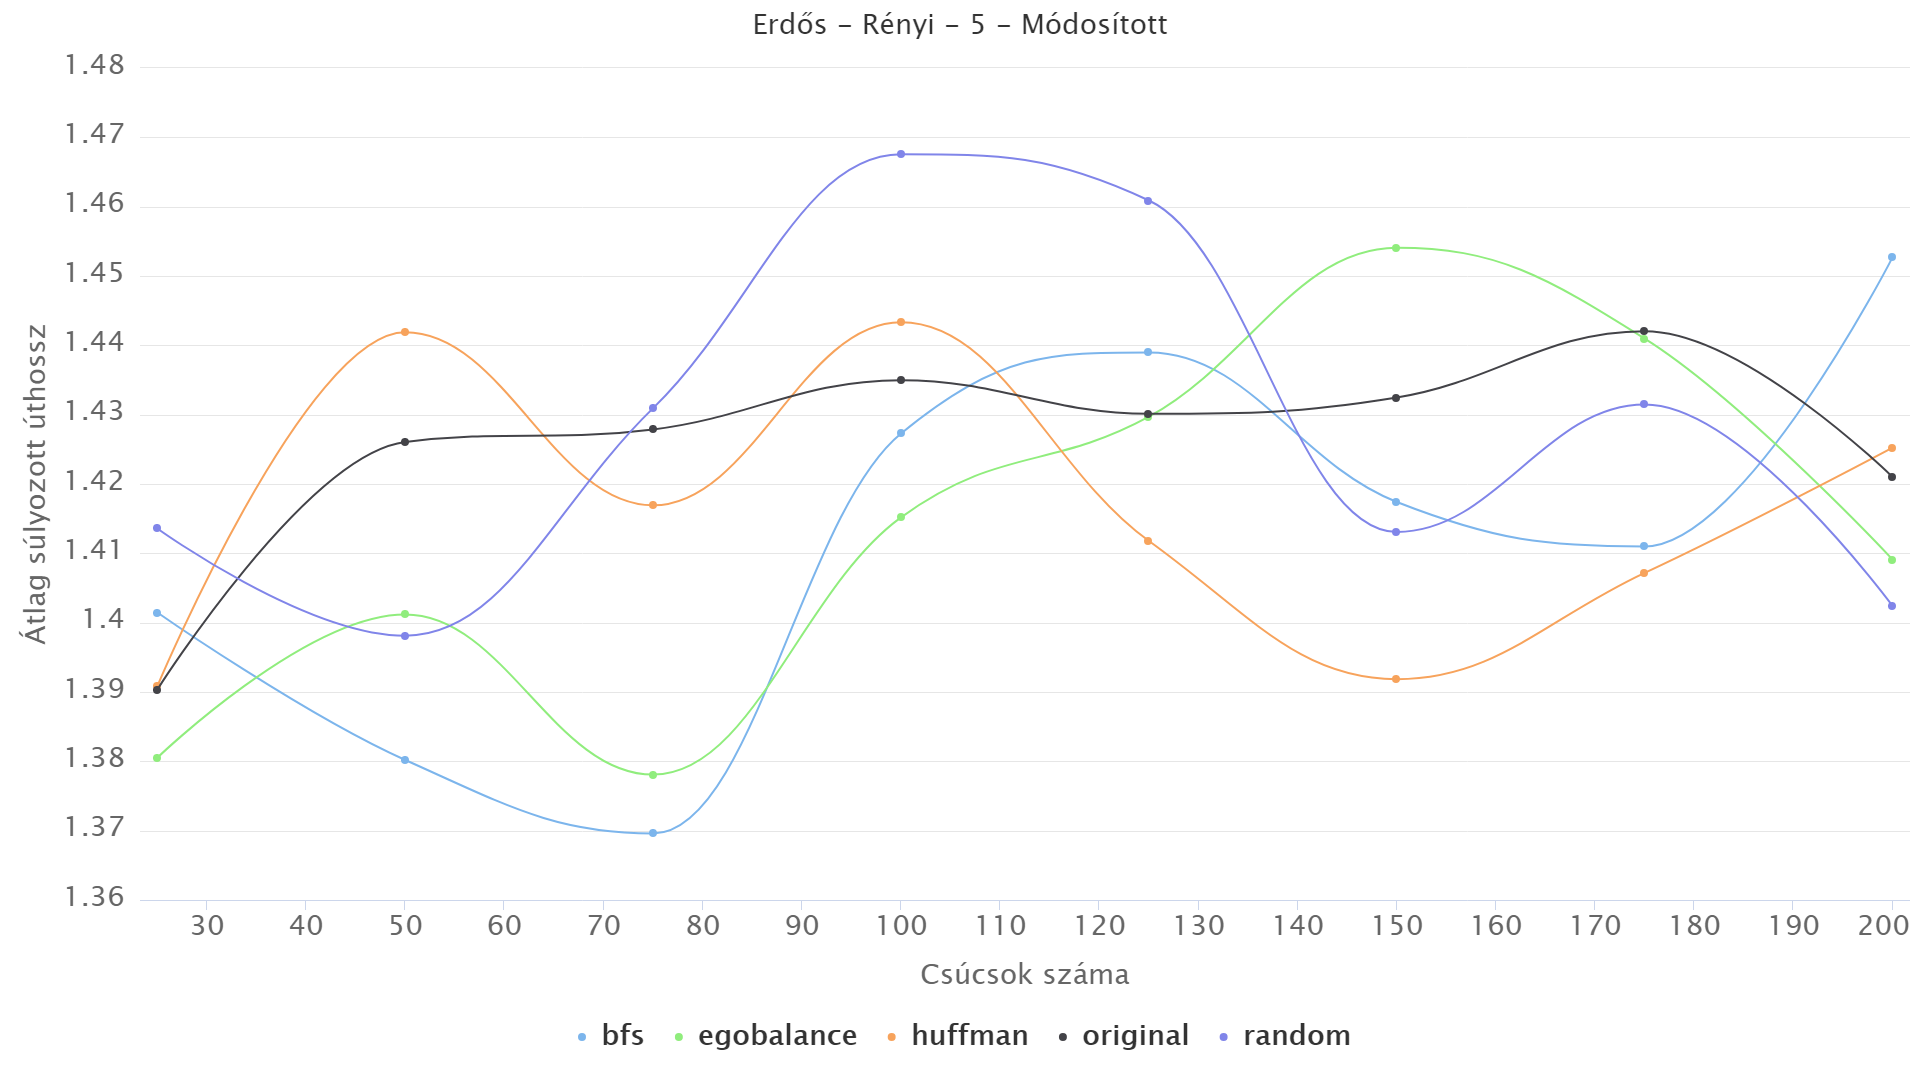 Erdős – Rényi – 5 – Módosított
1.48
1.47
1.46
1.45
1.44
1.43
1.42
1.41
1.4
1.39
1.38
1.37
1.36
Átlag súlyozott úthossz
30 40 50 60 70 80 90 100 110 120 130 140 150 160 170 180 190 200
Csúcsok száma
bfs egobalance huffman original random